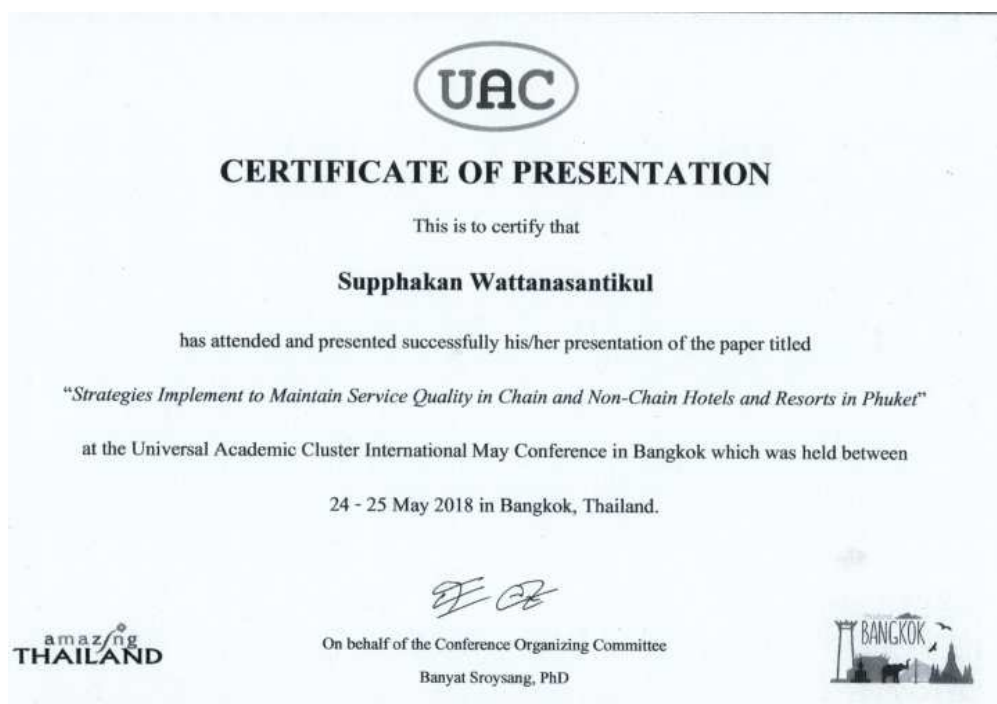 UAC
CERTIFICATE OF PRESENTATION
This is to certify that
Supphakan Wattanasantikul
has attended and presented successfully his/her presentation of the paper titled
“Strategies Implement to Maintain Service Quality in Chain and Non-Chain Hotels and Resorts in Phuket”
at the Universal Academic Cluster International May Conference in Bangkok which was held between
24 - 25 May 2018 in Bangkok, Thailand.
On behalf of the Conference Organizing Committee
Banyat Sroysang, PhD
amazing
THAILAND
BANGKOK